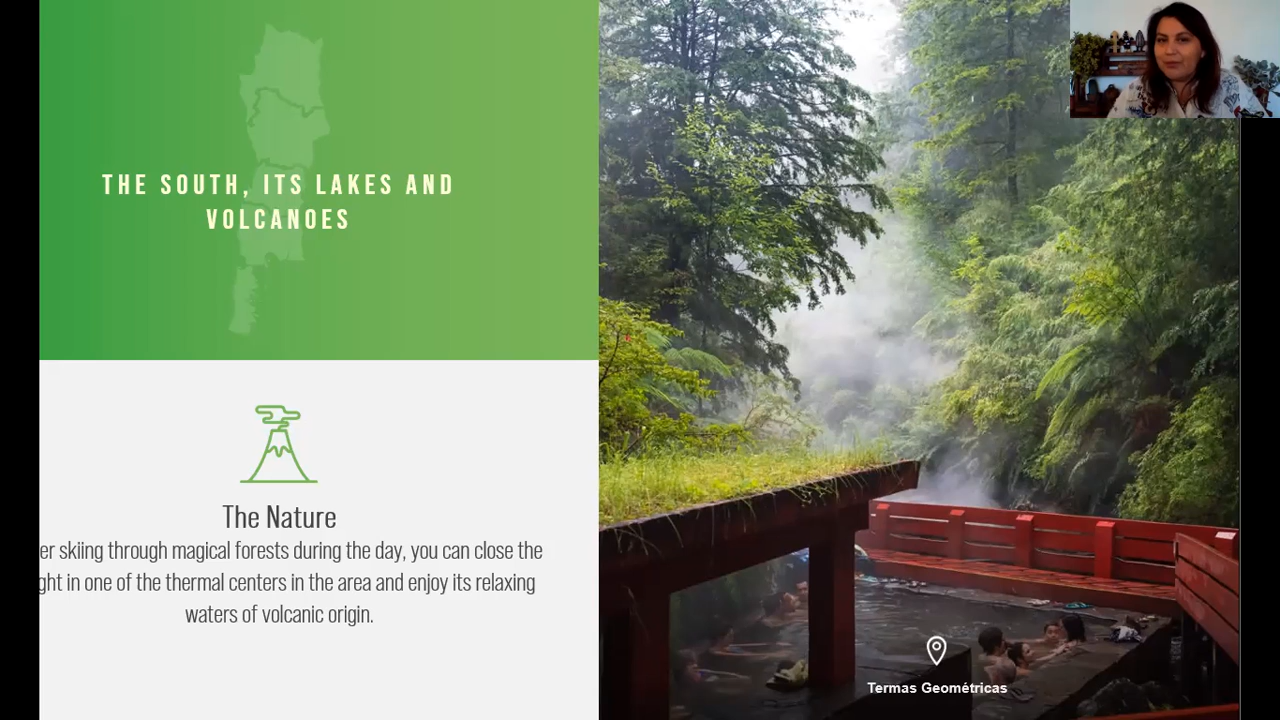 THE SOUTH, ITS LAKES AND
VOLCANOES
The Nature
er skiing through magical forests during the day, you can close the
ght in one of the thermal centers in the area and enjoy its relaxing
waters of volcanic origin.
Termas Geométricas